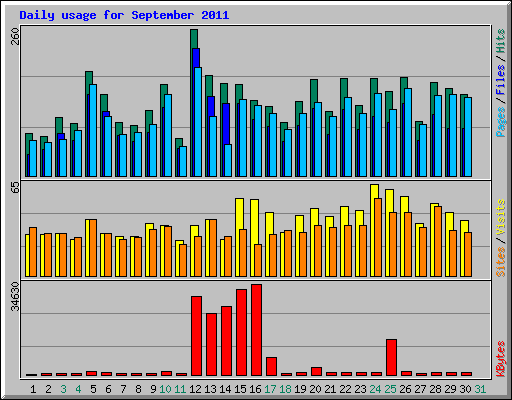 Daily usage for September 2011
260
Pages / Files / Hits
65
Sites / Visits
34630
KBytes
1 2 3 4 5 6 7 8 9 10 11 12 13 14 15 16 17 18 19 20 21 22 23 24 25 26 27 28 29 30 31